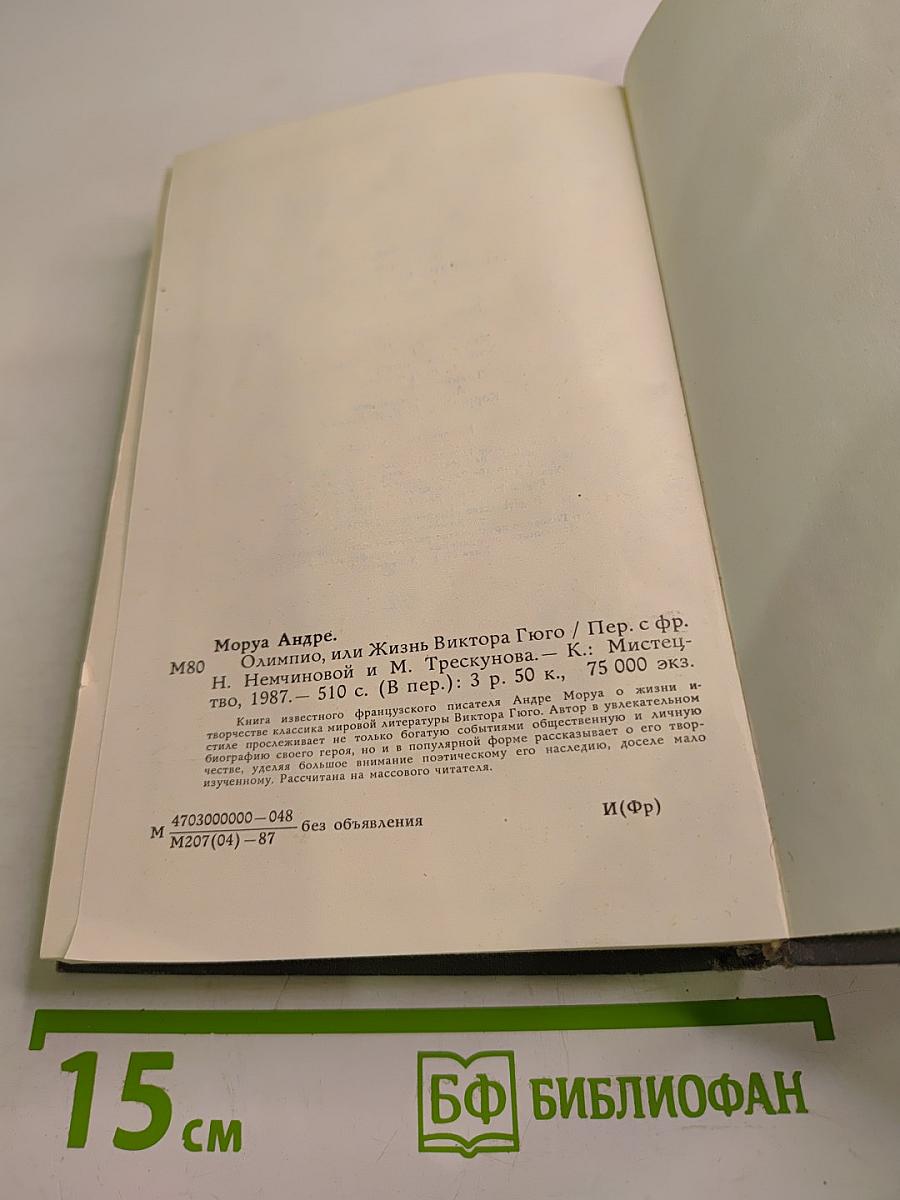 Моруа Андре.
М80 Олимпио, или Жизнь Виктора Гюго / Пер. с фр.
Н. Немчиновой и М. Трескунова.— К.: Мистец-
тво, 1987.— 510 с. (В пер.): 3 р. 50 к., 75 000 экз.
Книга известного французского писателя Андре Моруа о жизни и
творчестве классика мировой литературы Виктора Гюго. Автор в увлекательном
стиле прослеживает не только богатую событиями общественную и личную
биографию своего героя, но и в популярной форме рассказывает о его твор-
честве, уделяя большое внимание поэтическому его наследию, доселе мало
изученному. Рассчитана на массового читателя.
М 4703000000—048
М207(04)—87 без объявления И(Фр)
15 см БФ БИБЛИОФАН